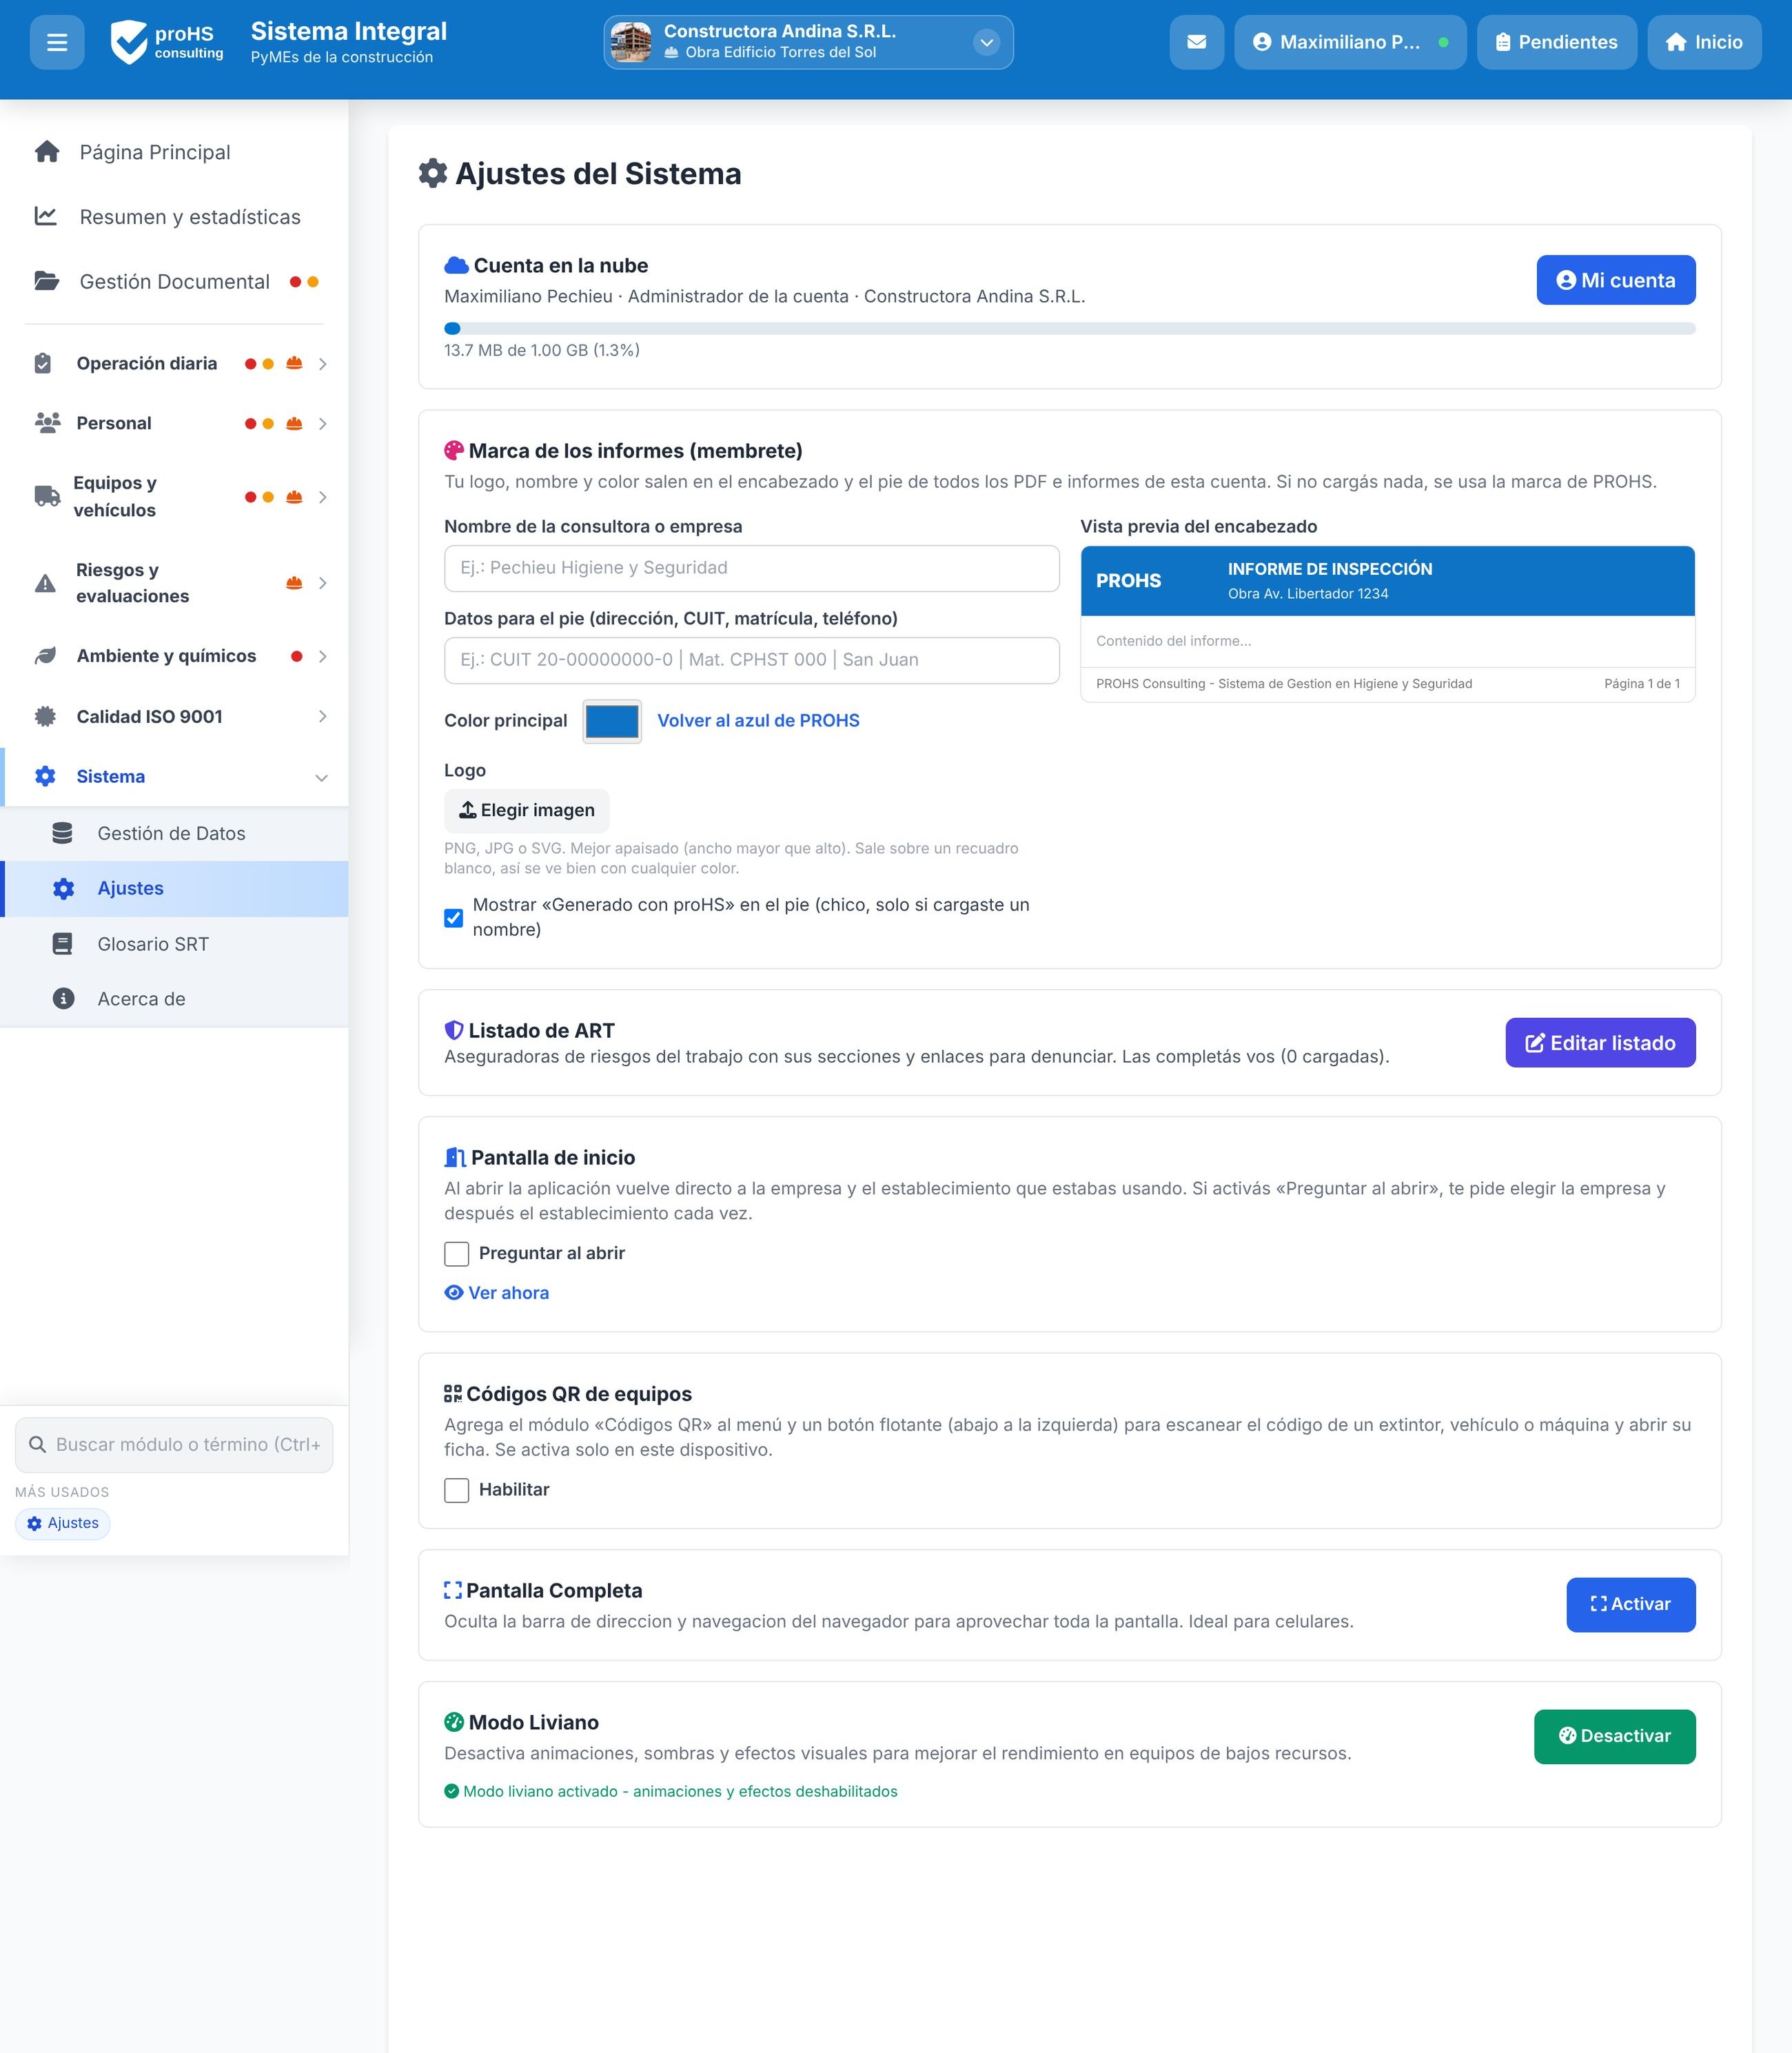 proHS
consulting
Sistema Integral
PyMEs de la construcción
Constructora Andina S.R.L.
Obra Edificio Torres del Sol
Maximiliano P...
Pendientes
Inicio
Página Principal
Resumen y estadísticas
Gestión Documental
Operación diaria
Personal
Equipos y
vehículos
Riesgos y
evaluaciones
Ambiente y químicos
Calidad ISO 9001
Sistema
Gestión de Datos
Ajustes
Glosario SRT
Acerca de
Buscar módulo o término (Ctrl+
MÁS USADOS
Ajustes
Ajustes del Sistema
Cuenta en la nube
Maximiliano Pechieu · Administrador de la cuenta · Constructora Andina S.R.L.
Mi cuenta
13.7 MB de 1.00 GB (1.3%)
Marca de los informes (membrete)
Tu logo, nombre y color salen en el encabezado y el pie de todos los PDF e informes de esta cuenta. Si no cargás nada, se usa la marca de PROHS.
Nombre de la consultora o empresa
Ej.: Pechieu Higiene y Seguridad
Datos para el pie (dirección, CUIT, matrícula, teléfono)
Ej.: CUIT 20-00000000-0 | Mat. CPHST 000 | San Juan
Color principal
Volver al azul de PROHS
Logo
Elegir imagen
PNG, JPG o SVG. Mejor apaisado (ancho mayor que alto). Sale sobre un recuadro
blanco, así se ve bien con cualquier color.
Mostrar «Generado con proHS» en el pie (chico, solo si cargaste un
nombre)
Vista previa del encabezado
PROHS
INFORME DE INSPECCIÓN
Obra Av. Libertador 1234
Contenido del informe...
PROHS Consulting - Sistema de Gestion en Higiene y Seguridad
Página 1 de 1
Listado de ART
Aseguradoras de riesgos del trabajo con sus secciones y enlaces para denunciar. Las completás vos (0 cargadas).
Editar listado
Pantalla de inicio
Al abrir la aplicación vuelve directo a la empresa y el establecimiento que estabas usando. Si activás «Preguntar al abrir», te pide elegir la empresa y
después el establecimiento cada vez.
Preguntar al abrir
Ver ahora
Códigos QR de equipos
Agrega el módulo «Códigos QR» al menú y un botón flotante (abajo a la izquierda) para escanear el código de un extintor, vehículo o máquina y abrir su
ficha. Se activa solo en este dispositivo.
Habilitar
Pantalla Completa
Oculta la barra de direccion y navegacion del navegador para aprovechar toda la pantalla. Ideal para celulares.
Activar
Modo Liviano
Desactiva animaciones, sombras y efectos visuales para mejorar el rendimiento en equipos de bajos recursos.
Modo liviano activado - animaciones y efectos deshabilitados
Desactivar